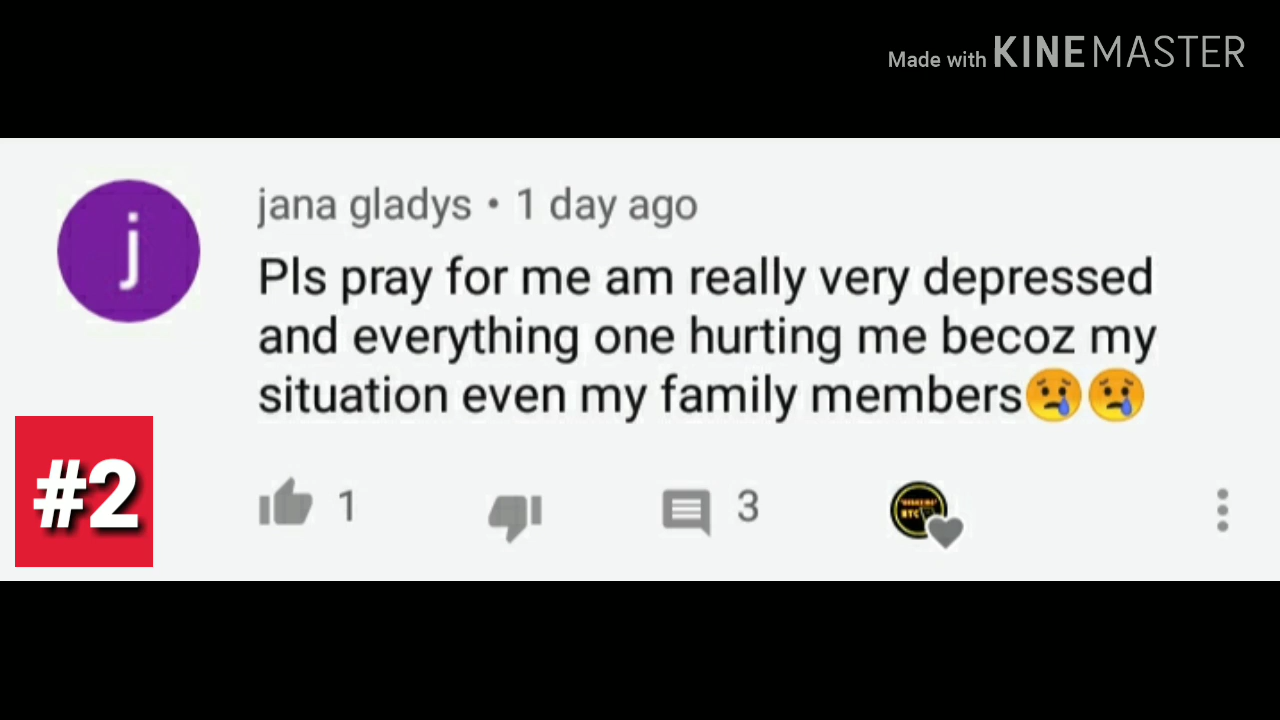 Made with KINEMASTER
jana gladys • 1 day ago
Pls pray for me am really very depressed
and everything one hurting me becoz my
situation even my family members😢😢
#2
1
3